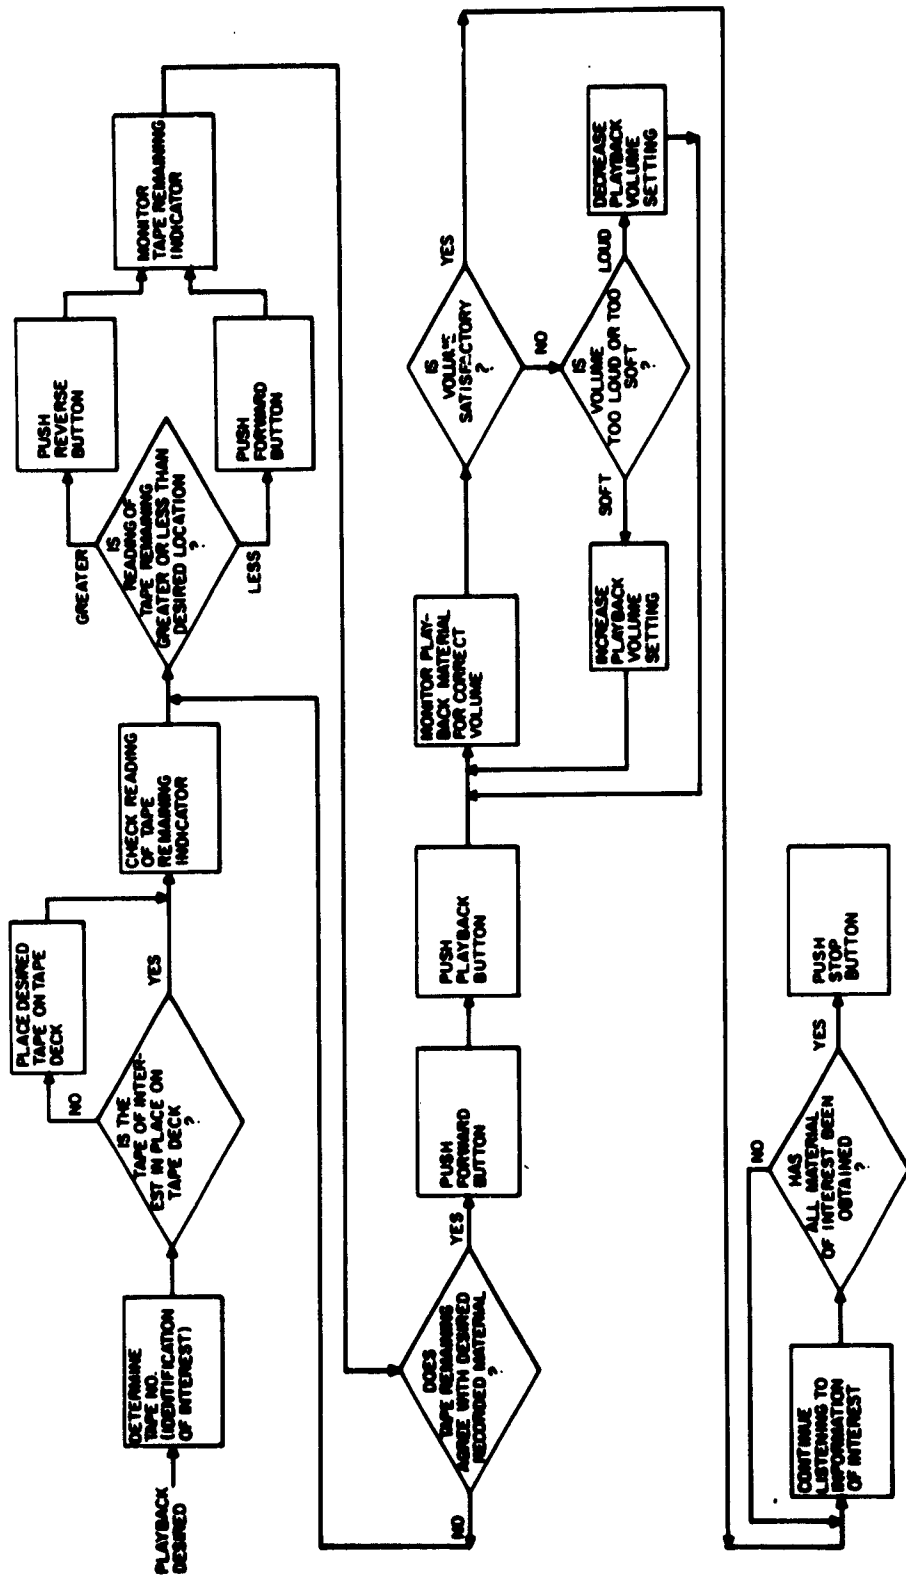 PLAYBACK
DESIRED
DETERMINE
TAPE NO.
(IDENTIFICATION
OF INTEREST)
IS THE
TAPE OF INTER-
EST IN PLACE ON
TAPE DECK
?
NO
PLACE DESIRED
TAPE ON TAPE
DECK
YES
CHECK READING
OF TAPE
REMAINING
INDICATOR
IS
READING OF
TAPE REMAINING
GREATER OR LESS THAN
DESIRED LOCATION
?
GREATER
PUSH
REVERSE
BUTTON
LESS
PUSH
FORWARD
BUTTON
MONITOR
TAPE REMAINING
INDICATOR
DOES
TAPE REMAINING
AGREE WITH DESIRED
RECORDED MATERIAL
?
NO
YES
PUSH
FORWARD
BUTTON
PUSH
PLAYBACK
BUTTON
MONITOR PLAY-
BACK MATERIAL
FOR CORRECT
VOLUME
IS
VOLUME
SATISFACTORY
?
YES
NO
IS
VOLUME
TOO LOUD OR TOO
SOFT
?
SOFT
INCREASE
PLAYBACK
VOLUME
SETTING
LOUD
DECREASE
PLAYBACK
VOLUME
SETTING
CONTINUE
LISTENING TO
INFORMATION
OF INTEREST
HAS
ALL MATERIAL
OF INTEREST BEEN
OBTAINED
?
NO
YES
PUSH
STOP
BUTTON